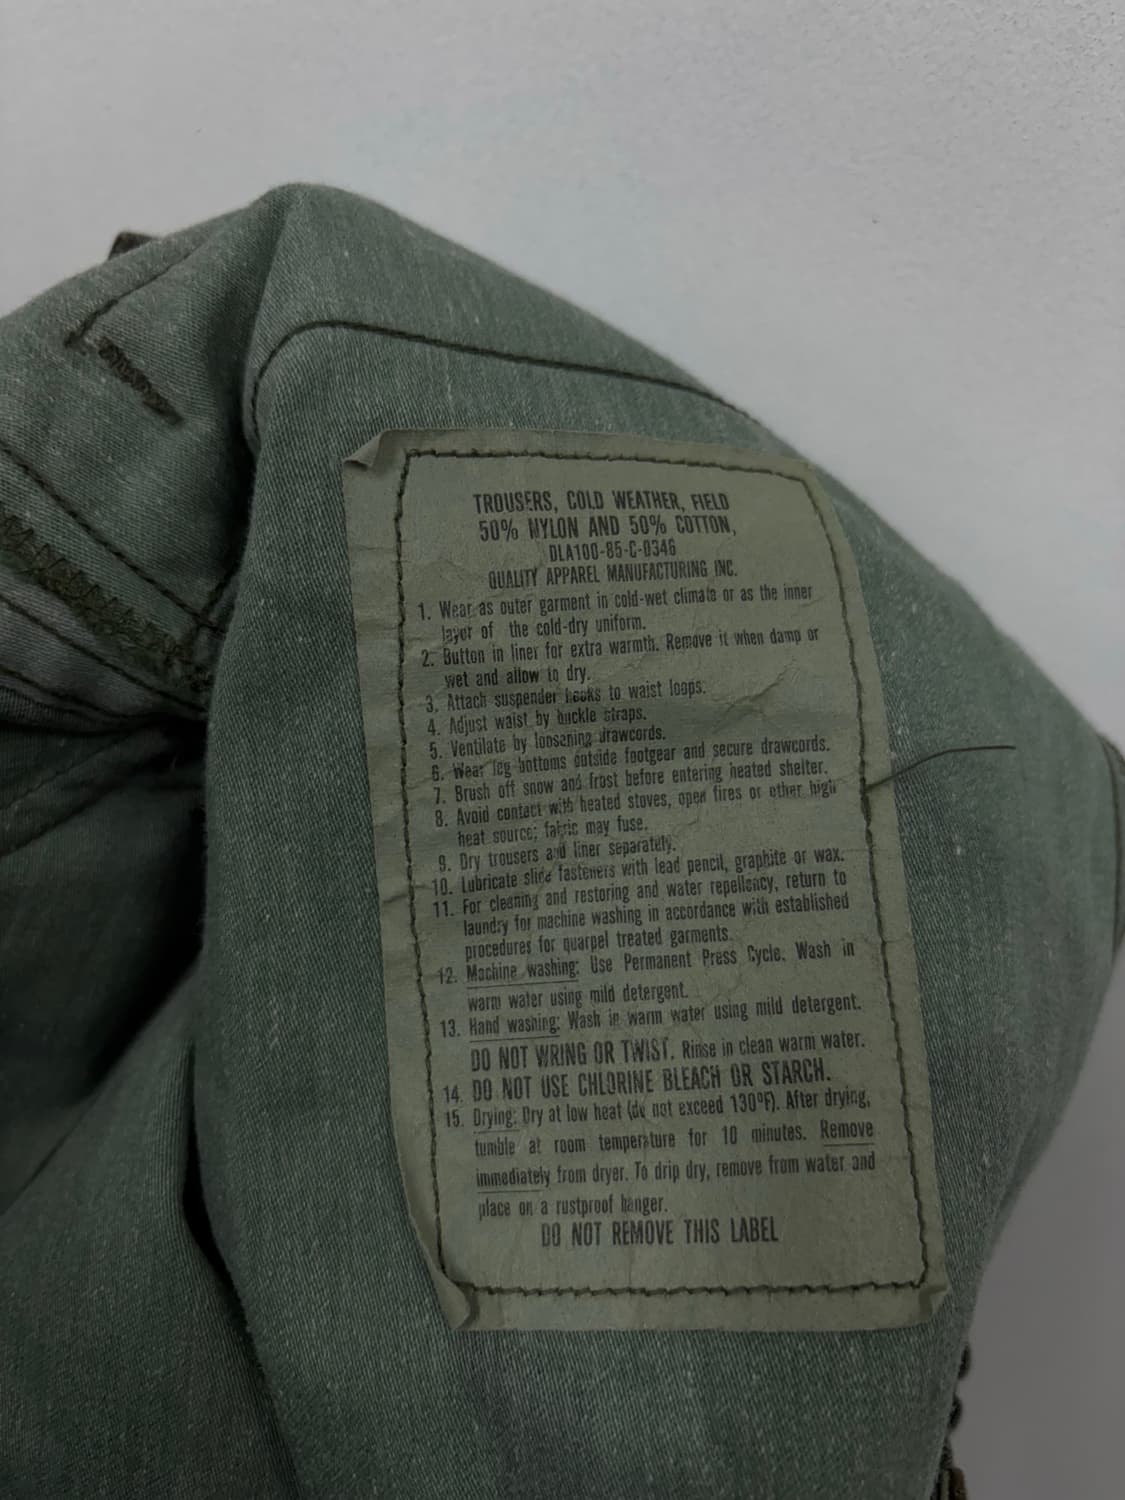 TROUSERS, COLD WEATHER, FIELD
50% NYLON AND 50% COTTON,
DLA100-85-C-0346
QUALITY APPAREL MANUFACTURING INC.
1. Wear as outer garment in cold-wet climate or as the inner
layer of the cold-dry uniform.
2. Button in liner for extra warmth. Remove it when damp or
wet and allow to dry.
3. Attach suspender hooks to waist loops.
4. Adjust waist by buckle straps.
5. Ventilate by loosening drawcords.
6. Wear leg bottoms outside footgear and secure drawcords.
7. Brush off snow and frost before entering heated shelter.
8. Avoid contact with heated stoves, open fires or other high
heat source; fabric may fuse.
9. Dry trousers and liner separately.
10. Lubricate slide fasteners with lead pencil, graphite or wax.
11. For cleaning and restoring and water repellency, return to
laundry for machine washing in accordance with established
procedures for quarpel treated garments.
12. Machine washing: Use Permanent Press Cycle. Wash in
warm water using mild detergent.
13. Hand washing: Wash in warm water using mild detergent.
DO NOT WRING OR TWIST. Rinse in clean warm water.
14. DO NOT USE CHLORINE BLEACH OR STARCH.
15. Drying: Dry at low heat (do not exceed 130°F). After drying,
tumble at room temperature for 10 minutes. Remove
immediately from dryer. To drip dry, remove from water and
place on a rustproof hanger.
DO NOT REMOVE THIS LABEL